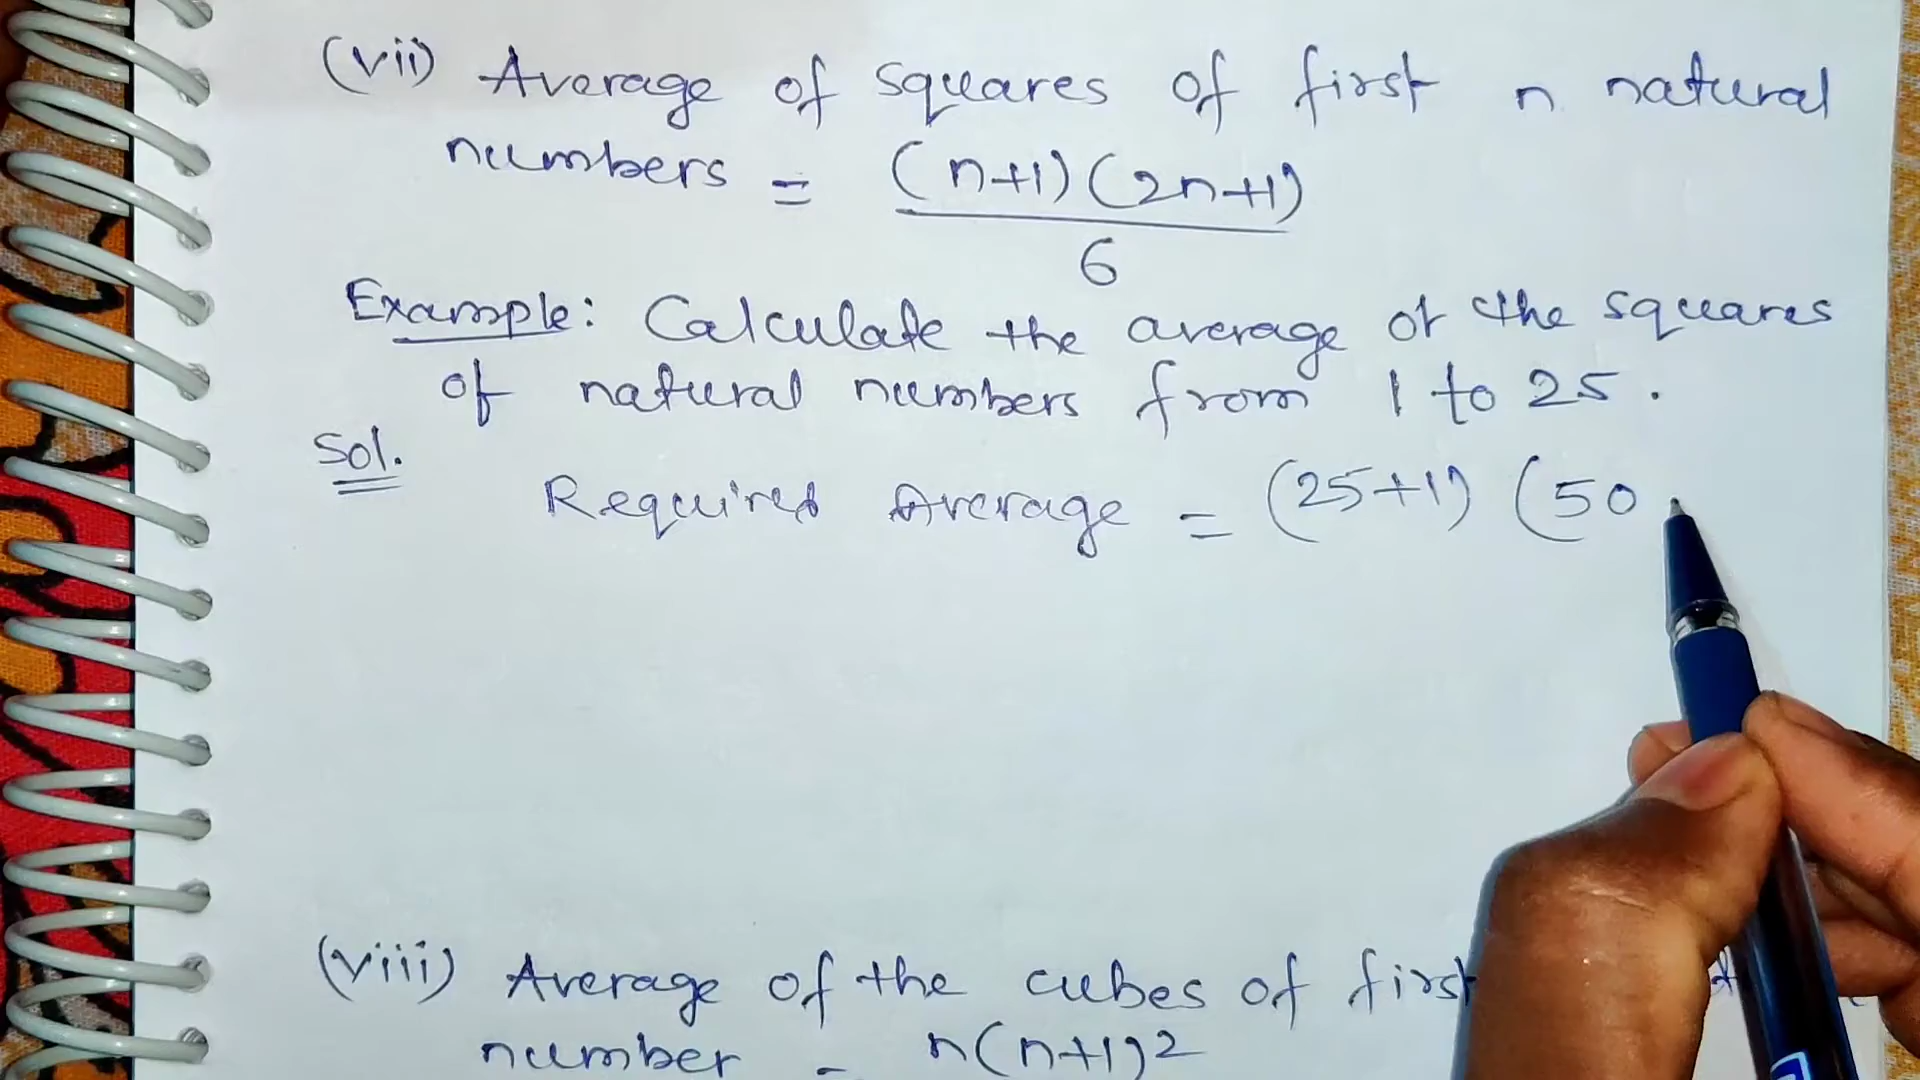 (vii) Average of squares of first n natural
numbers = (n+1)(2n+1)
6
Example: Calculate the average of the squares
of natural numbers from 1 to 25.
Sol.
Required Average = (25+1) (50
(viii) Average of the cubes of first
number = n(n+1)2